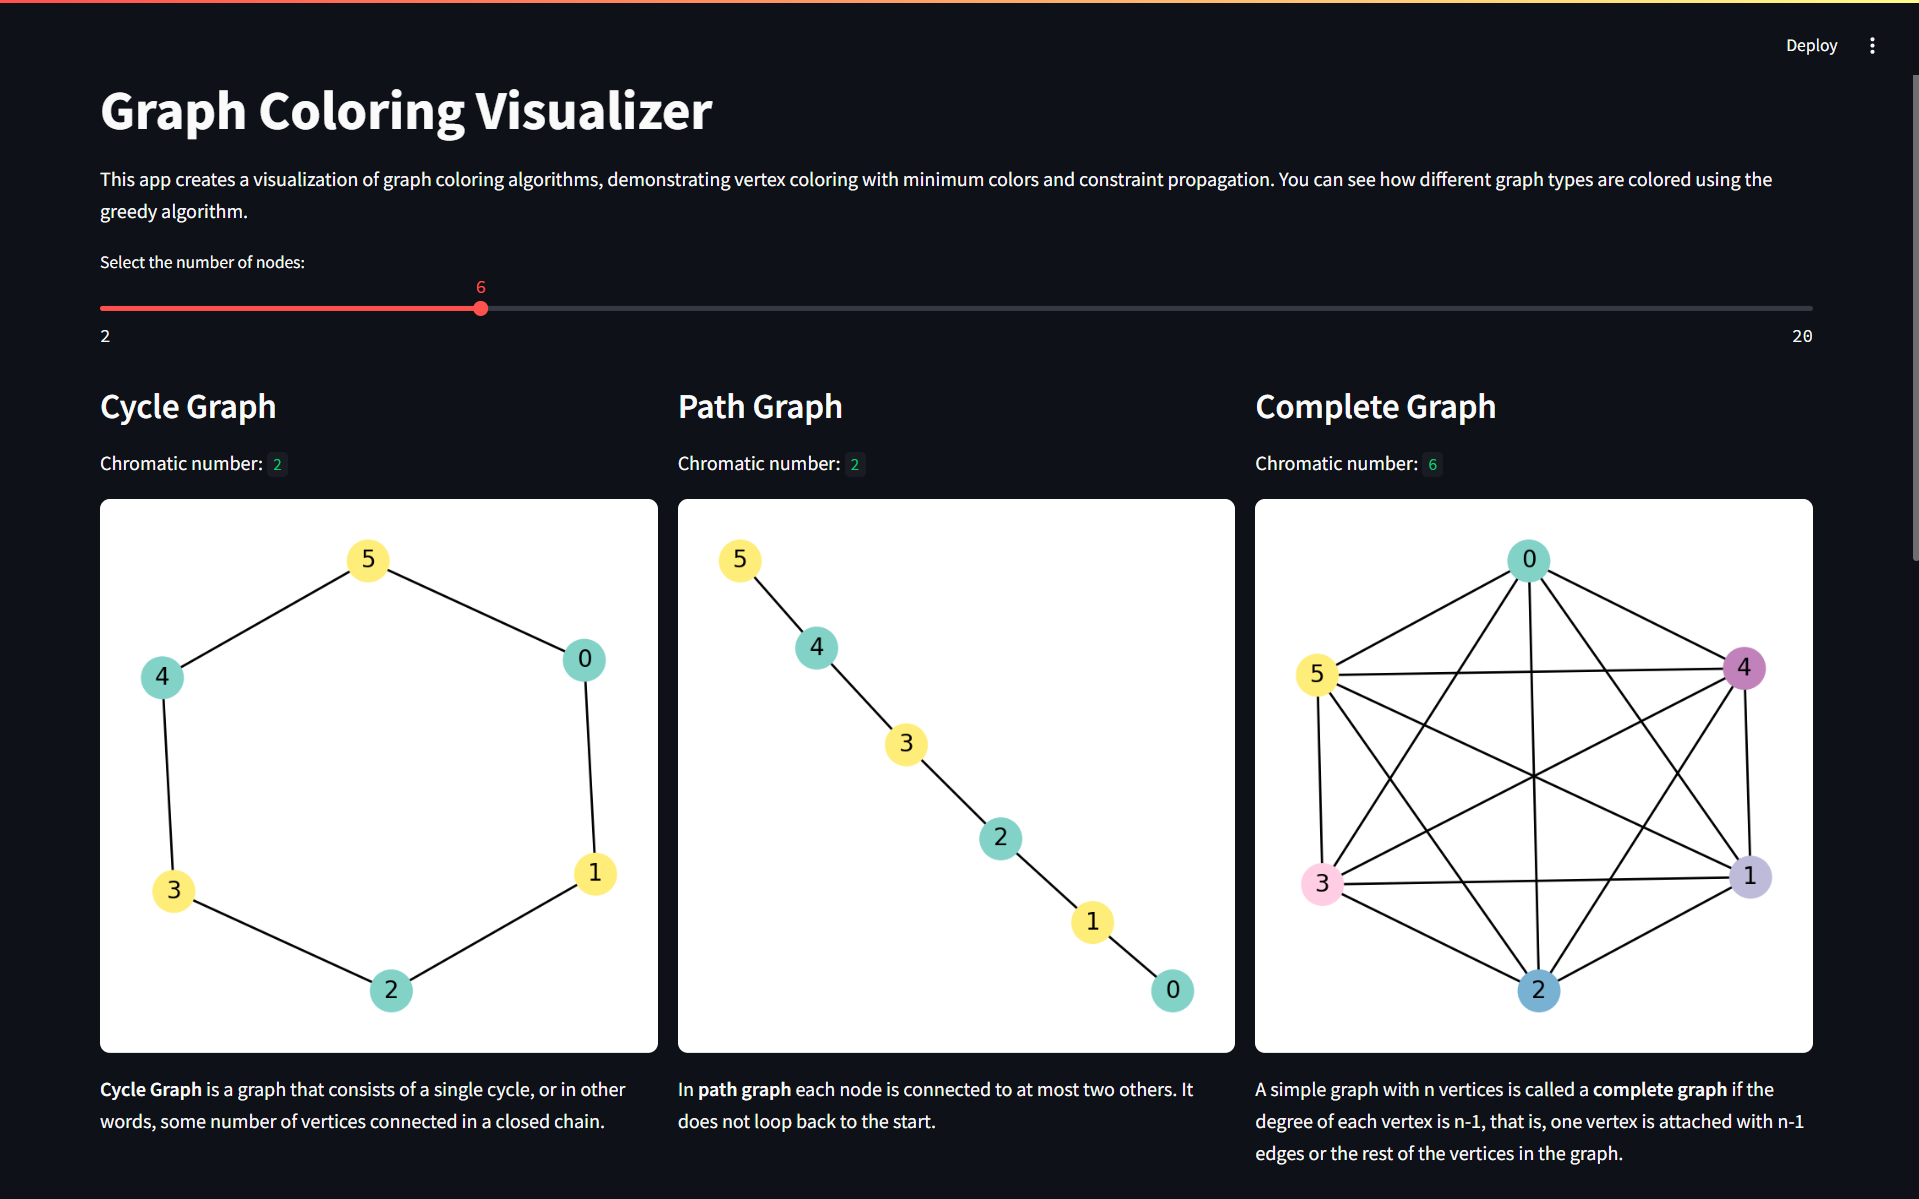 Deploy
Graph Coloring Visualizer
This app creates a visualization of graph coloring algorithms, demonstrating vertex coloring with minimum colors and constraint propagation. You can see how different graph types are colored using the
greedy algorithm.
Select the number of nodes:
6
2 20
Cycle Graph
Chromatic number: 2
5
0
4
1
3
2
Cycle Graph is a graph that consists of a single cycle, or in other
words, some number of vertices connected in a closed chain.
Path Graph
Chromatic number: 2
5
4
3
2
1
0
In path graph each node is connected to at most two others. It
does not loop back to the start.
Complete Graph
Chromatic number: 6
0
4
5
1
3
2
A simple graph with n vertices is called a complete graph if the
degree of each vertex is n-1, that is, one vertex is attached with n-1
edges or the rest of the vertices in the graph.